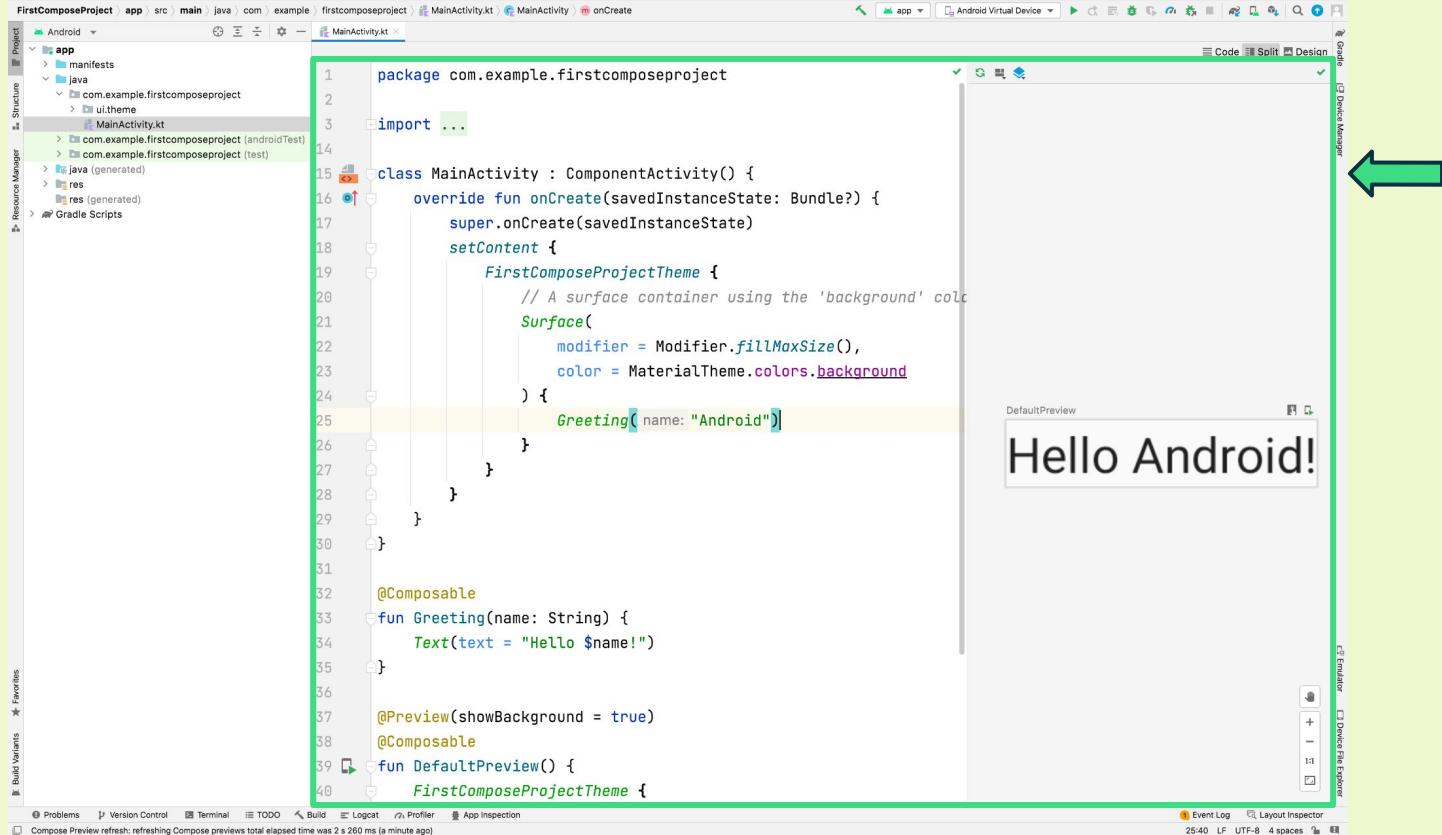 FirstComposeProject app src main java com example firstcomposeproject MainActivity.kt MainActivity onCreate
app Android Virtual Device
Android
MainActivity.kt
Code Split Design
Project
Structure
Resource Manager
Favorites
Build Variants
app
manifests
java
com.example.firstcomposeproject
ui.theme
MainActivity.kt
com.example.firstcomposeproject (androidTest)
com.example.firstcomposeproject (test)
java (generated)
res
res (generated)
Gradle Scripts
1 package com.example.firstcomposeproject
2
3 import ...
14
15 class MainActivity : ComponentActivity() {
16 override fun onCreate(savedInstanceState: Bundle?) {
17 super.onCreate(savedInstanceState)
18 setContent {
19 FirstComposeProjectTheme {
20 // A surface container using the 'background' colo
21 Surface(
22 modifier = Modifier.fillMaxSize(),
23 color = MaterialTheme.colors.background
24 ) {
25 Greeting( name: "Android")
26 }
27 }
28 }
29 }
30 }
31
32 @Composable
33 fun Greeting(name: String) {
34 Text(text = "Hello $name!")
35 }
36
37 @Preview(showBackground = true)
38 @Composable
39 fun DefaultPreview() {
40 FirstComposeProjectTheme {
DefaultPreview
Hello Android!
1:1
Gradle
Device Manager
Emulator
Device File Explorer
Problems Version Control Terminal TODO Build Logcat Profiler App Inspection
1 Event Log Layout Inspector
Compose Preview refresh: refreshing Compose previews total elapsed time was 2 s 260 ms (a minute ago)
25:40 LF UTF-8 4 spaces